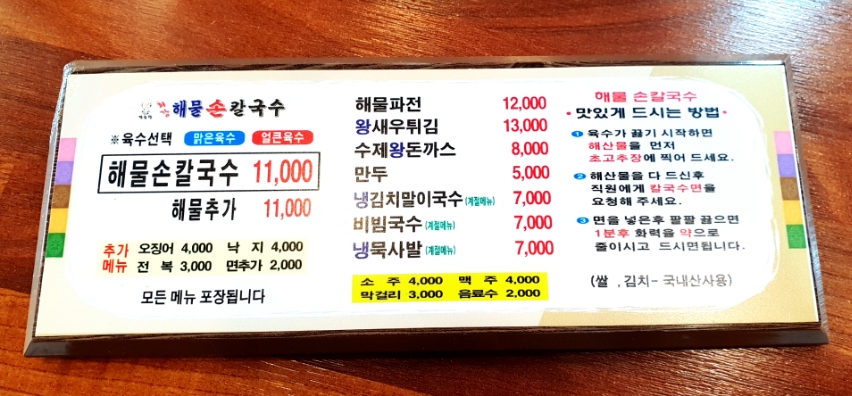 해물 손 칼국수
※육수선택 맑은육수 얼큰육수
해물손칼국수 11,000
해물추가 11,000
추가 메뉴
오징어 4,000 낙 지 4,000
전 복 3,000 면추가 2,000
모든 메뉴 포장됩니다
해물파전 12,000
왕새우튀김 13,000
수제왕돈까스 8,000
만두 5,000
냉김치말이국수(계절메뉴) 7,000
비빔국수(계절메뉴) 7,000
냉묵사발(계절메뉴) 7,000
소 주 4,000 맥 주 4,000
막걸리 3,000 음료수 2,000
해물 손칼국수
• 맛있게 드시는 방법 •
1 육수가 끓기 시작하면
해산물을 먼저
초고추장에 찍어 드세요.
2 해산물을 다 드신후
직원에게 칼국수면을
요청해 주세요.
3 면을 넣은후 팔팔 끓으면
1분후 화력을 약으로
줄이시고 드시면됩니다.
(쌀 , 김치- 국내산사용)